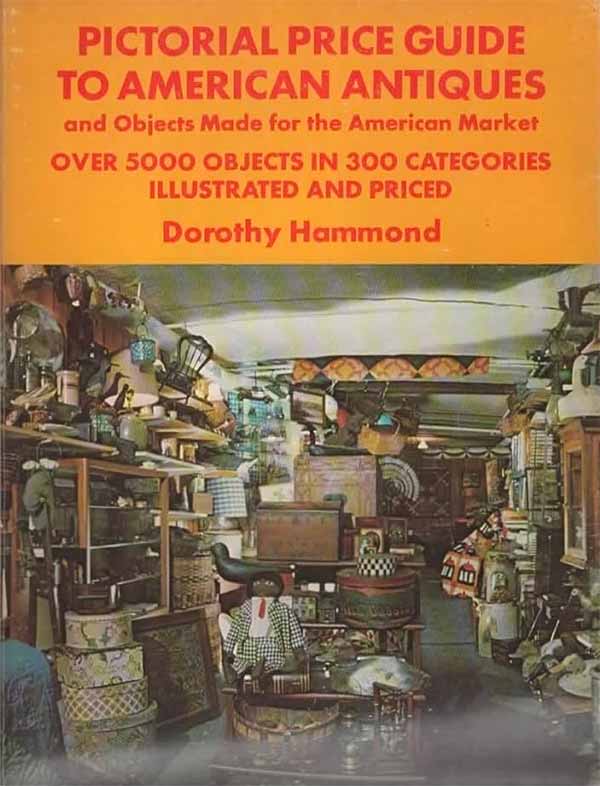 PICTORIAL PRICE GUIDE
TO AMERICAN ANTIQUES
and Objects Made for the American Market
OVER 5000 OBJECTS IN 300 CATEGORIES
ILLUSTRATED AND PRICED
Dorothy Hammond